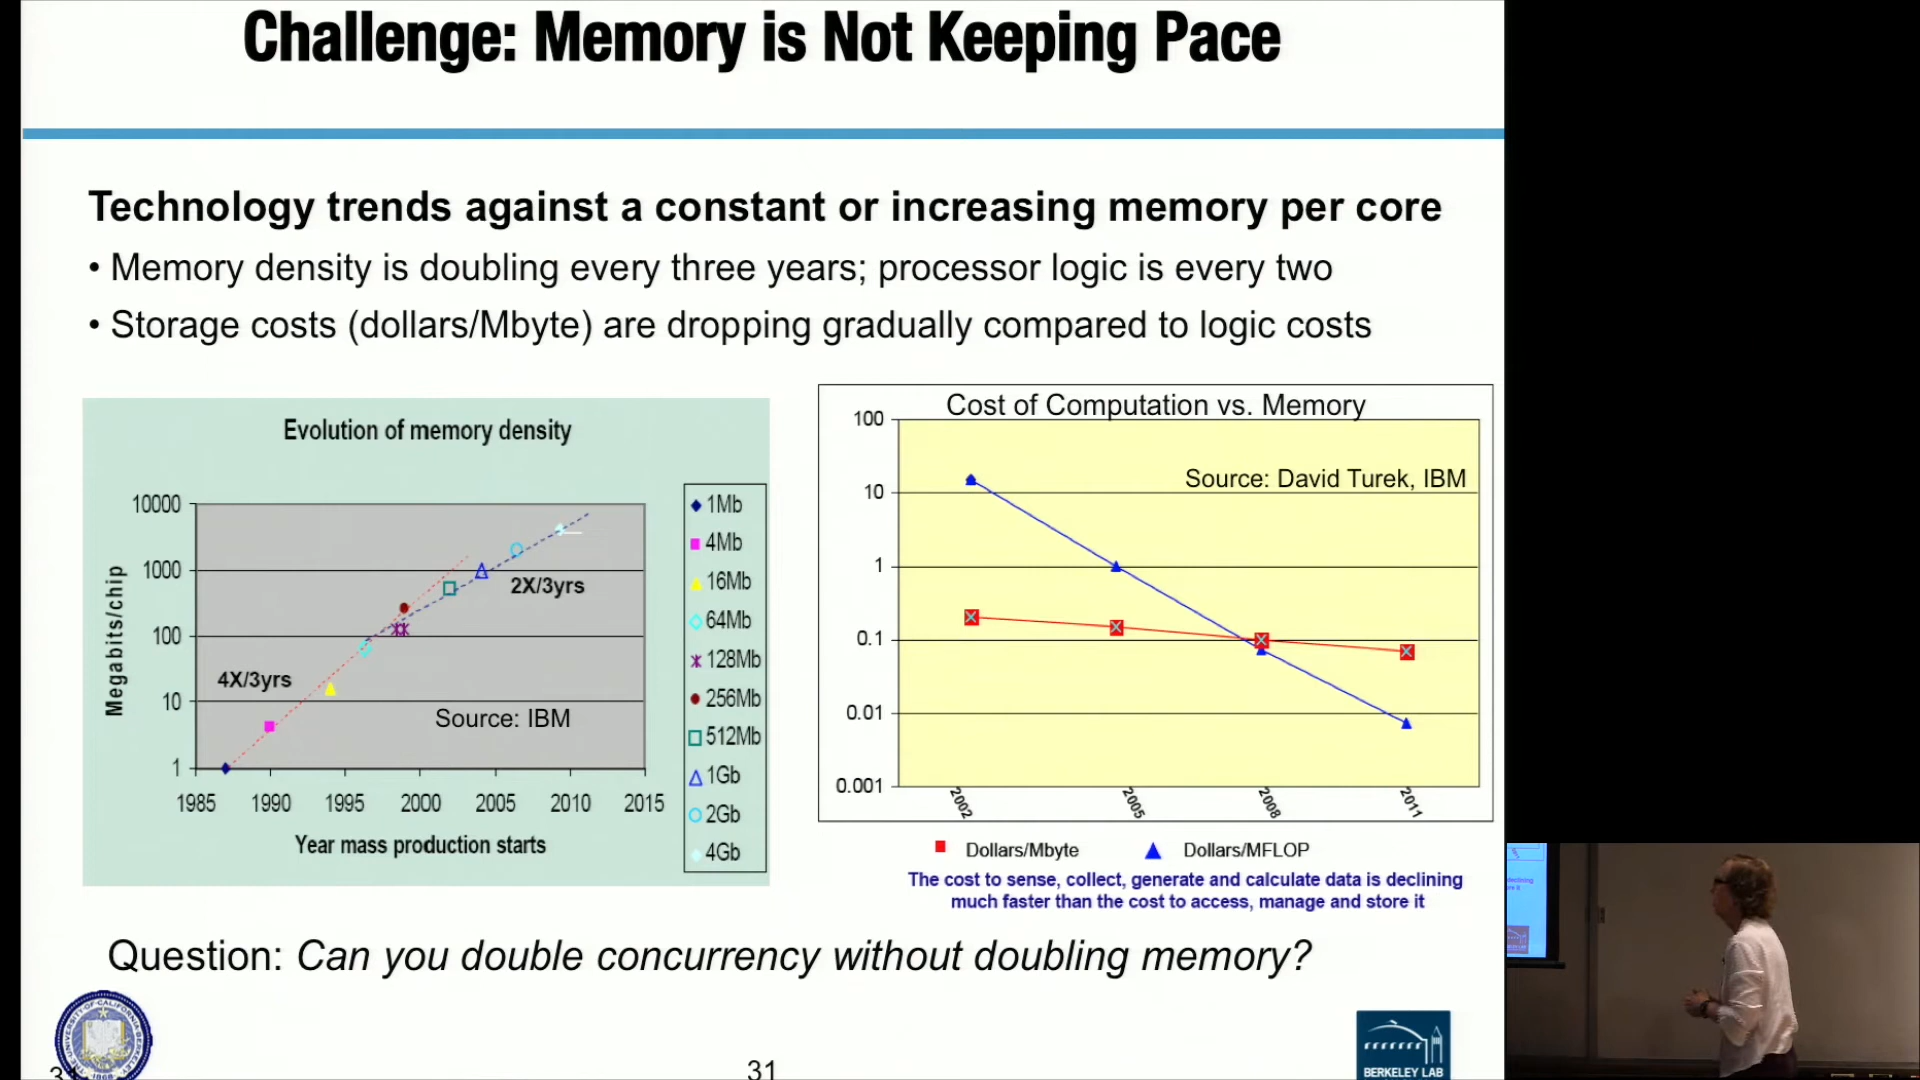 Challenge: Memory is Not Keeping Pace
Technology trends against a constant or increasing memory per core
• Memory density is doubling every three years; processor logic is every two
• Storage costs (dollars/Mbyte) are dropping gradually compared to logic costs
Evolution of memory density
10000
1000
100
10
1
Megabits/chip
4X/3yrs
2X/3yrs
Source: IBM
1985 1990 1995 2000 2005 2010 2015
Year mass production starts
1Mb
4Mb
16Mb
64Mb
128Mb
256Mb
512Mb
1Gb
2Gb
4Gb
Cost of Computation vs. Memory
Source: David Turek, IBM
100
10
1
0.1
0.01
0.001
2002 2005 2008 2011
Dollars/Mbyte Dollars/MFLOP
The cost to sense, collect, generate and calculate data is declining
much faster than the cost to access, manage and store it
Question: Can you double concurrency without doubling memory?
31
BERKELEY LAB